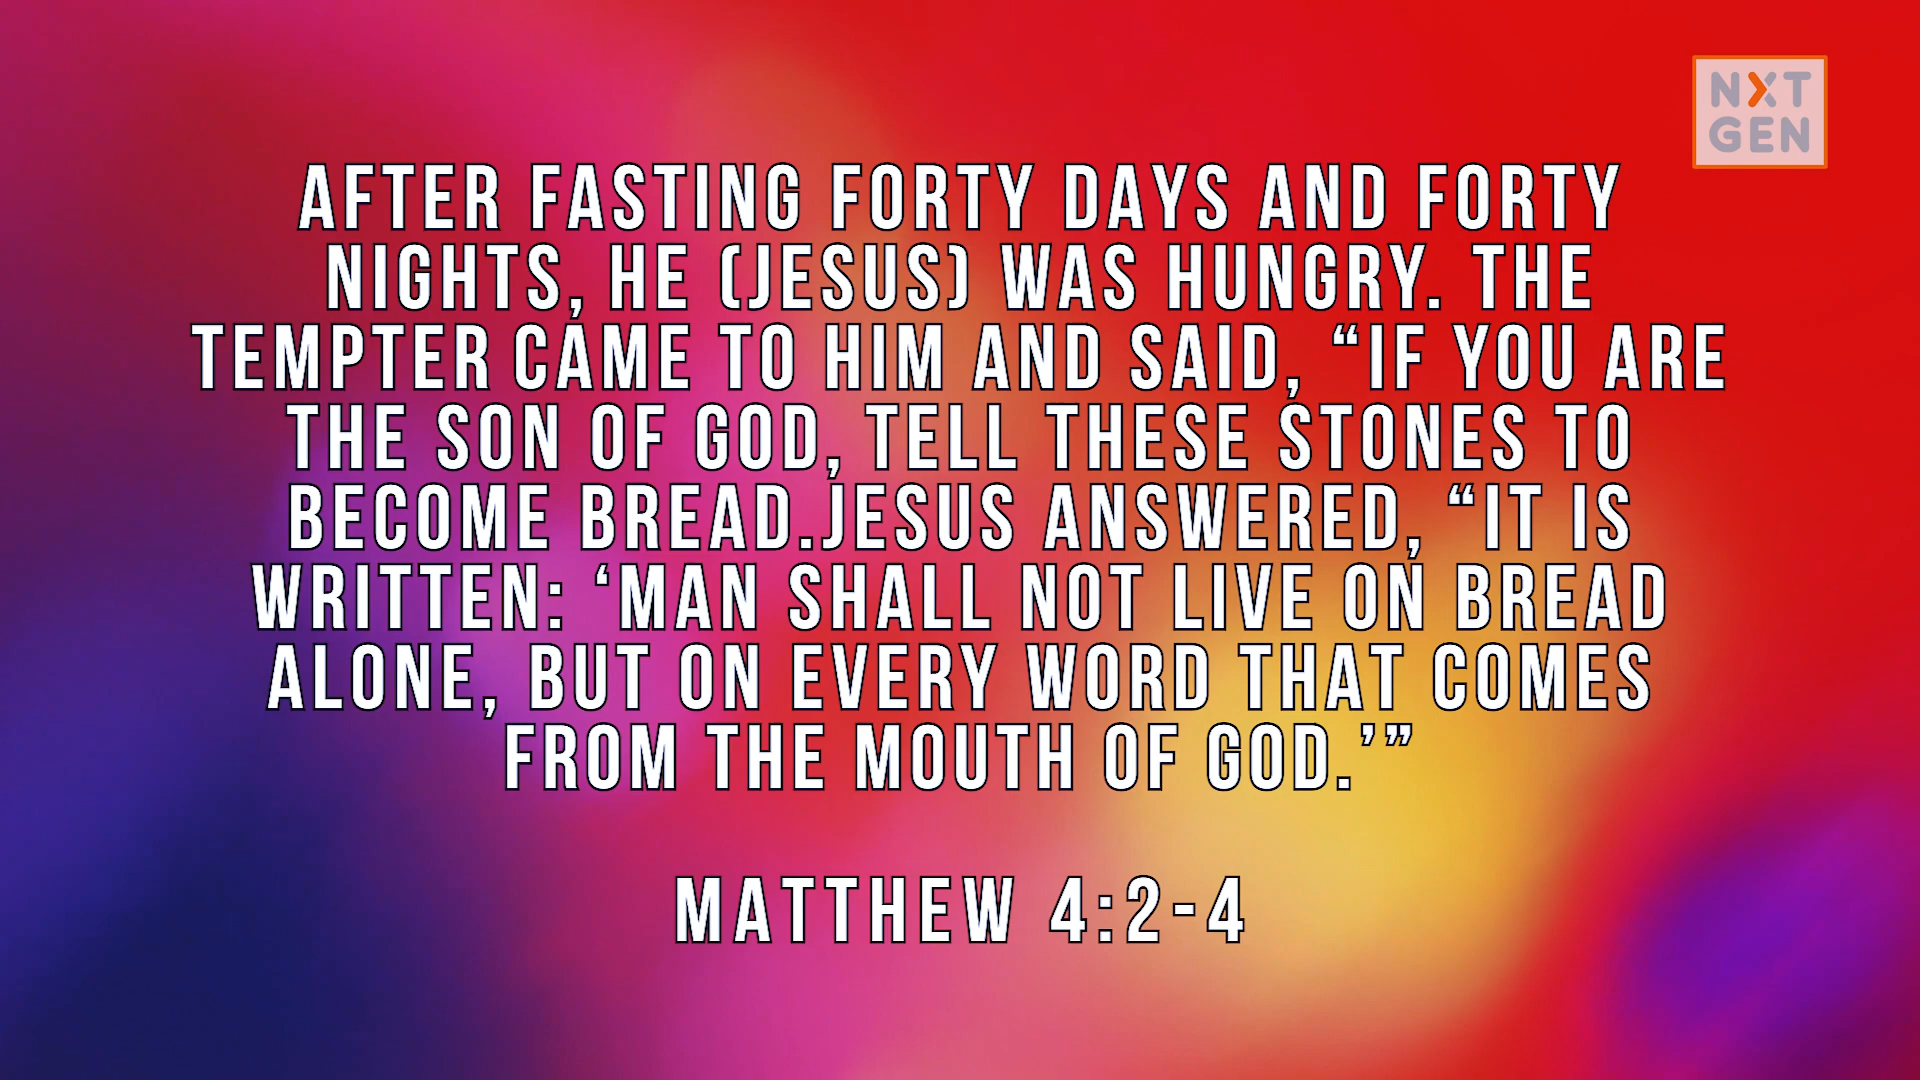 NXT
GEN
AFTER FASTING FORTY DAYS AND FORTY
NIGHTS, HE (JESUS) WAS HUNGRY. THE
TEMPTER CAME TO HIM AND SAID, “IF YOU ARE
THE SON OF GOD, TELL THESE STONES TO
BECOME BREAD.JESUS ANSWERED, “IT IS
WRITTEN: ‘MAN SHALL NOT LIVE ON BREAD
ALONE, BUT ON EVERY WORD THAT COMES
FROM THE MOUTH OF GOD.’”
MATTHEW 4:2-4